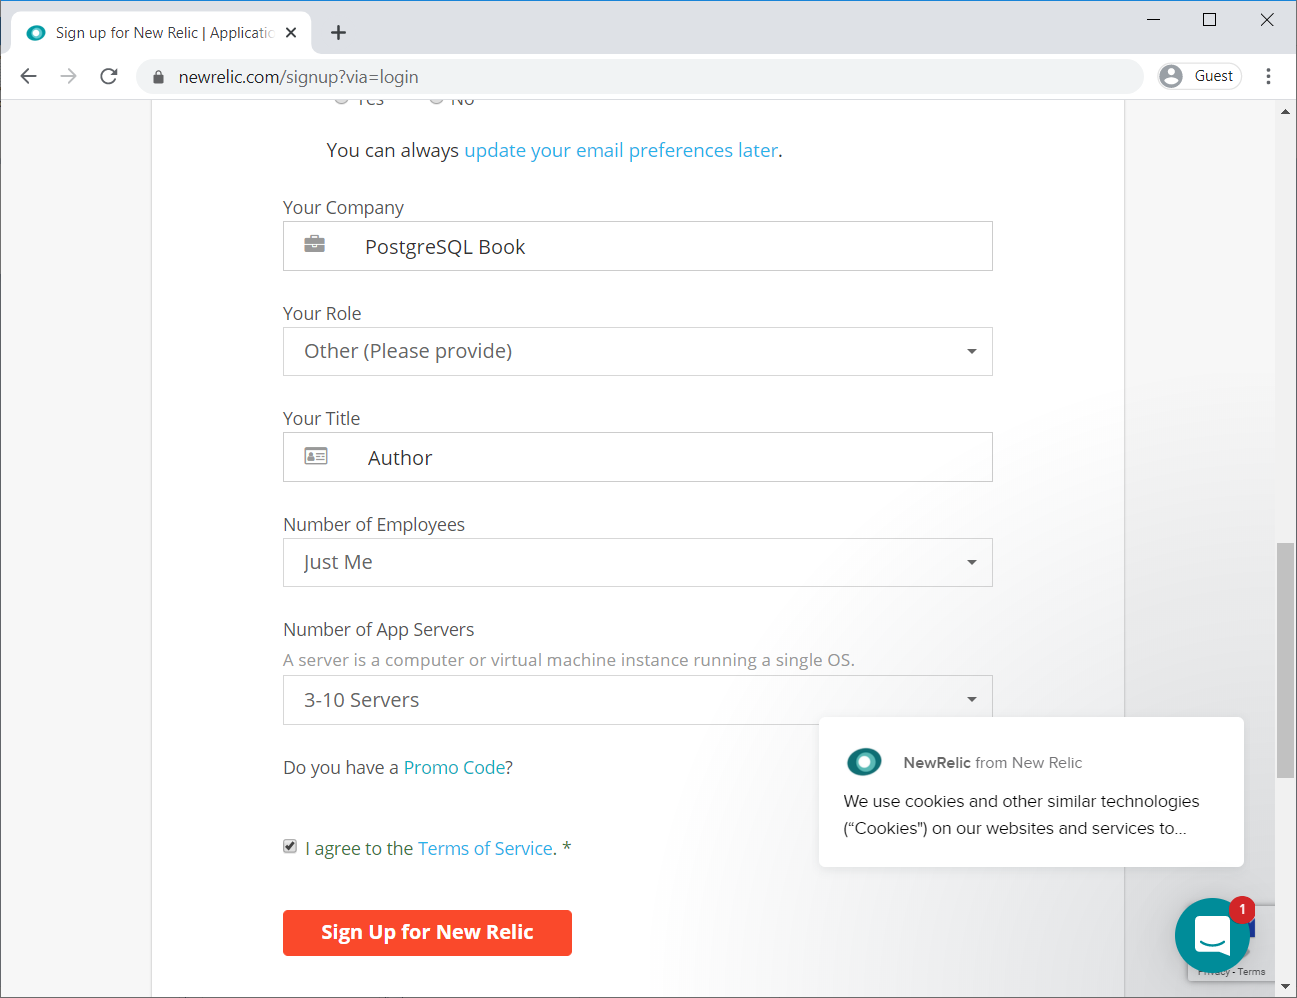 Sign up for New Relic | Applicatio
newrelic.com/signup?via=login
Guest
Yes No
You can always update your email preferences later.
Your Company
PostgreSQL Book
Your Role
Other (Please provide)
Your Title
Author
Number of Employees
Just Me
Number of App Servers
A server is a computer or virtual machine instance running a single OS.
3-10 Servers
Do you have a Promo Code?
NewRelic from New Relic
We use cookies and other similar technologies
(“Cookies") on our websites and services to...
I agree to the Terms of Service. *
Sign Up for New Relic
1
Privacy - Terms